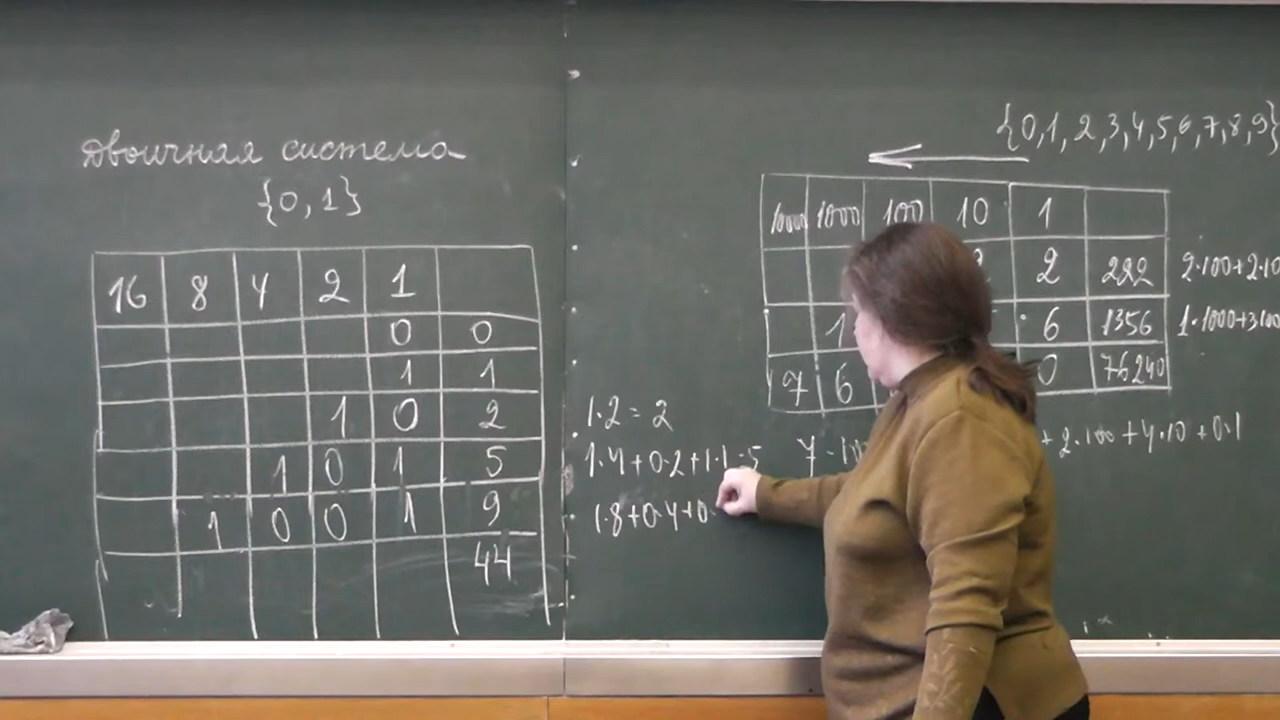 Двоичная система
{0,1}
16 8 4 2 1
0 0
1 1
1 0 2
1 0 1 5
1 0 0 1 9
44
1·2=2
1·4+0·2+1·1=5
1·8+0·4+0·
{0,1,2,3,4,5,6,7,8,9}
1000 100 10 1
2 222 2·100+2·10
1 6 1356 1·1000+3·100
7 6 0 76240
+2·100+4·10+0·1